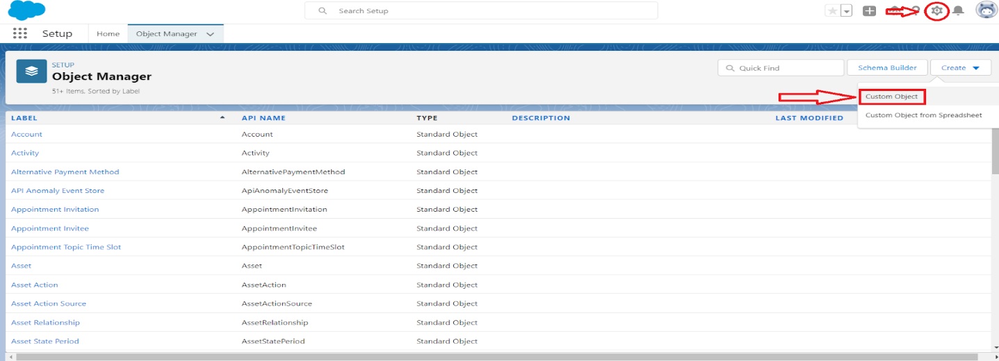 Search Setup
Setup Home Object Manager
SETUP
Object Manager
51+ Items. Sorted by Label
Quick Find Schema Builder Create
Custom Object
Custom Object from Spreadsheet
LABEL API NAME TYPE DESCRIPTION LAST MODIFIED
Account Account Standard Object
Activity Activity Standard Object
Alternative Payment Method AlternativePaymentMethod Standard Object
API Anomaly Event Store ApiAnomalyEventStore Standard Object
Appointment Invitation AppointmentInvitation Standard Object
Appointment Invitee AppointmentInvitee Standard Object
Appointment Topic Time Slot AppointmentTopicTimeSlot Standard Object
Asset Asset Standard Object
Asset Action AssetAction Standard Object
Asset Action Source AssetActionSource Standard Object
Asset Relationship AssetRelationship Standard Object
Asset State Period AssetStatePeriod Standard Object